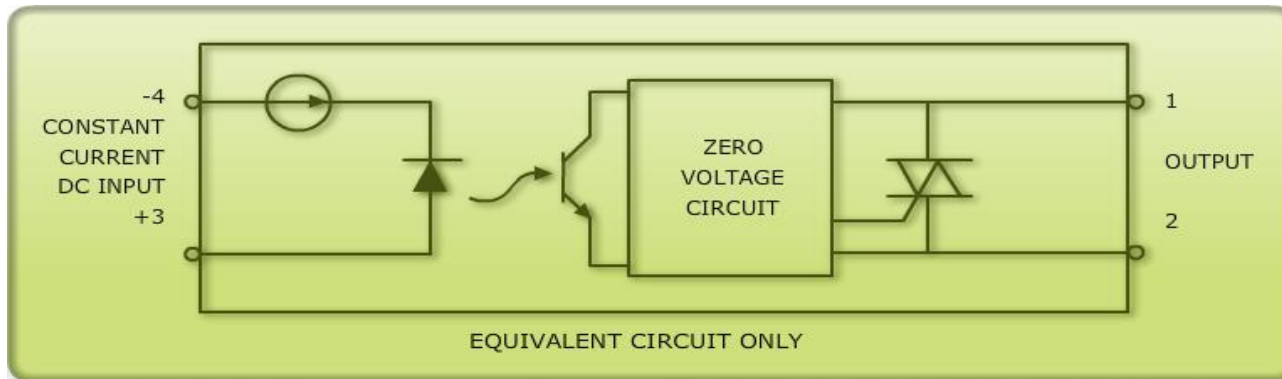 -4
CONSTANT
CURRENT
DC INPUT
+3
ZERO
VOLTAGE
CIRCUIT
1
OUTPUT
2
EQUIVALENT CIRCUIT ONLY